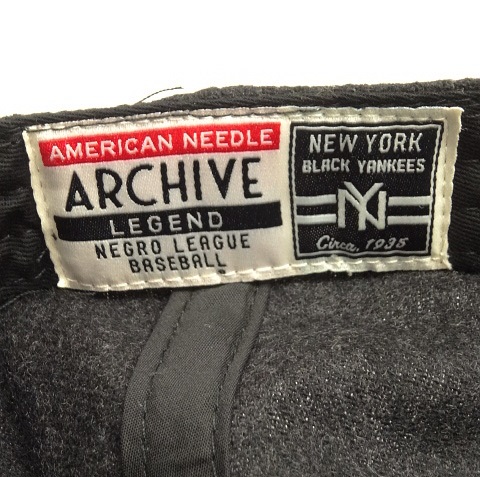 AMERICAN NEEDLE
ARCHIVE
LEGEND
NEGRO LEAGUE
BASEBALL
NEW YORK
BLACK YANKEES
NY
Circa. 1935